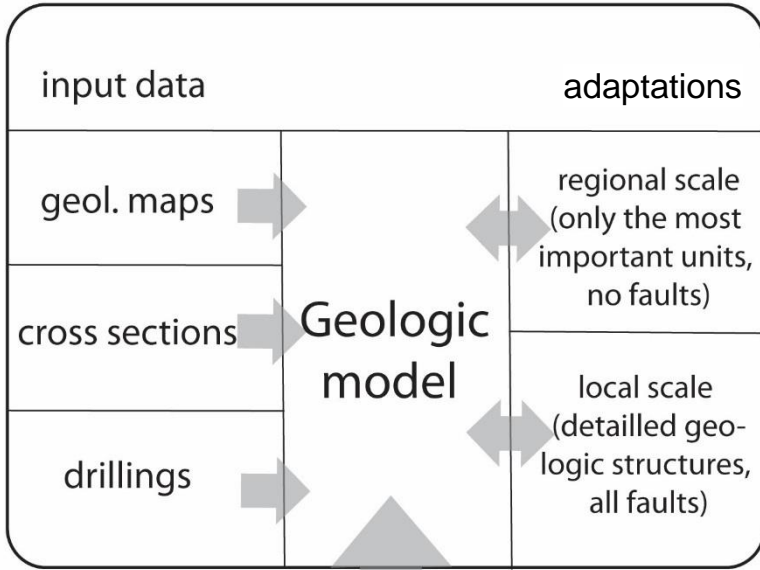 input data
adaptations
geol. maps
cross sections
drillings
Geologic
model
regional scale
(only the most
important units,
no faults)
local scale
(detailled geo-
logic structures,
all faults)